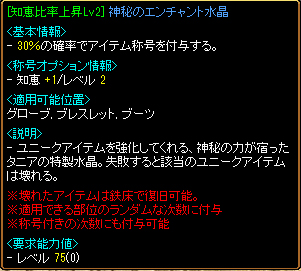 [知恵比率上昇Lv2] 神秘のエンチャント水晶
<基本情報>
- 30%の確率でアイテム称号を付与する。
<称号オプション情報>
- 知恵 +1/レベル 2
<適用可能位置>
グローブ, ブレスレット, ブーツ
<説明>
- ユニークアイテムを強化してくれる、神秘の力が宿った
タニアの特製水晶。失敗すると該当のユニークアイテム
は壊れる。
※壊れたアイテムは鉄床で復旧可能。
※適用できる部位のランダムな次数に付与
※称号付きの次数にも付与可能
<要求能力値>
- レベル 75(0)